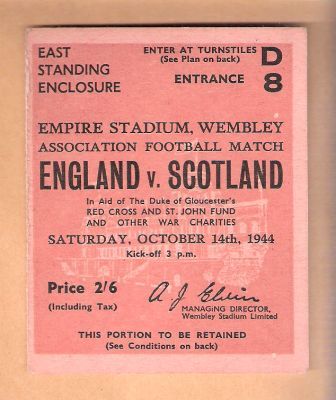 EAST
STANDING
ENCLOSURE
ENTER AT TURNSTILES
(See Plan on back)
ENTRANCE
D
8
EMPIRE STADIUM, WEMBLEY
ASSOCIATION FOOTBALL MATCH
ENGLAND v. SCOTLAND
In Aid of The Duke of Gloucester's
RED CROSS AND ST. JOHN FUND
AND OTHER WAR CHARITIES
SATURDAY, OCTOBER 14th, 1944
Kick-off 3 p.m.
Price 2/6
(Including Tax)
A. J. Elvin
MANAGING DIRECTOR,
Wembley Stadium Limited
THIS PORTION TO BE RETAINED
(See Conditions on back)